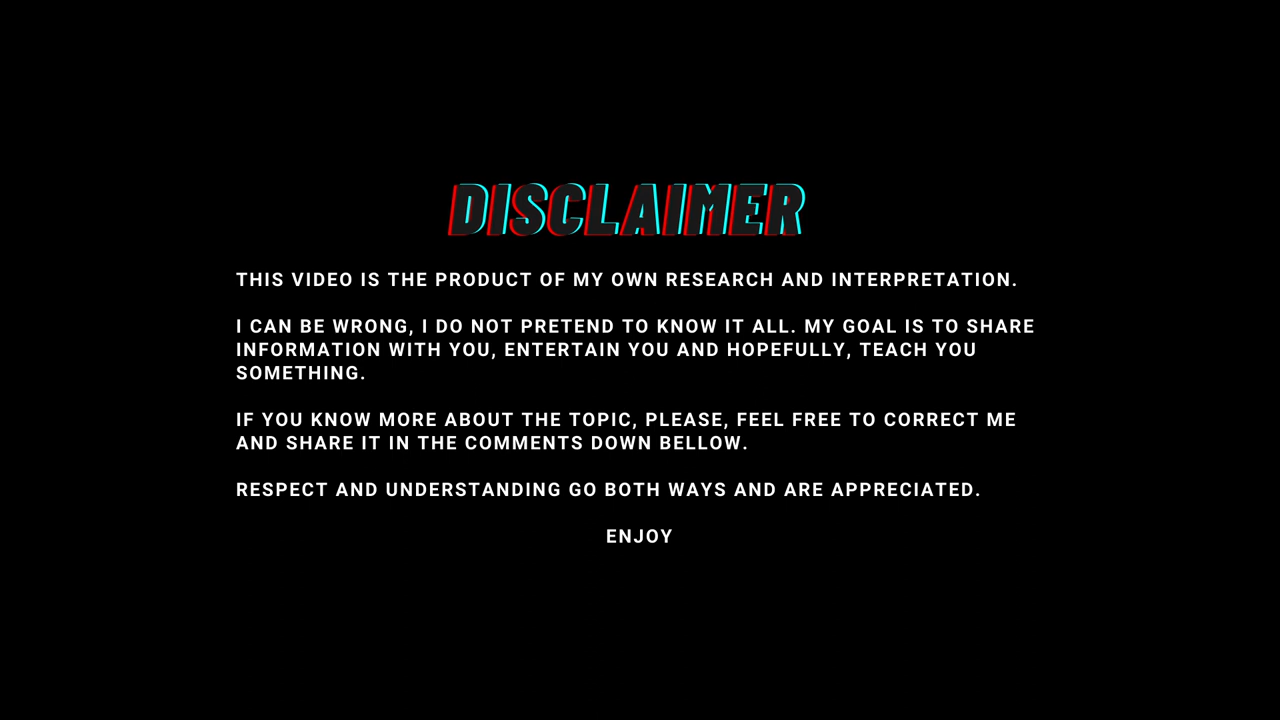 DISCLAIMER
THIS VIDEO IS THE PRODUCT OF MY OWN RESEARCH AND INTERPRETATION.
I CAN BE WRONG, I DO NOT PRETEND TO KNOW IT ALL. MY GOAL IS TO SHARE
INFORMATION WITH YOU, ENTERTAIN YOU AND HOPEFULLY, TEACH YOU
SOMETHING.
IF YOU KNOW MORE ABOUT THE TOPIC, PLEASE, FEEL FREE TO CORRECT ME
AND SHARE IT IN THE COMMENTS DOWN BELLOW.
RESPECT AND UNDERSTANDING GO BOTH WAYS AND ARE APPRECIATED.
ENJOY